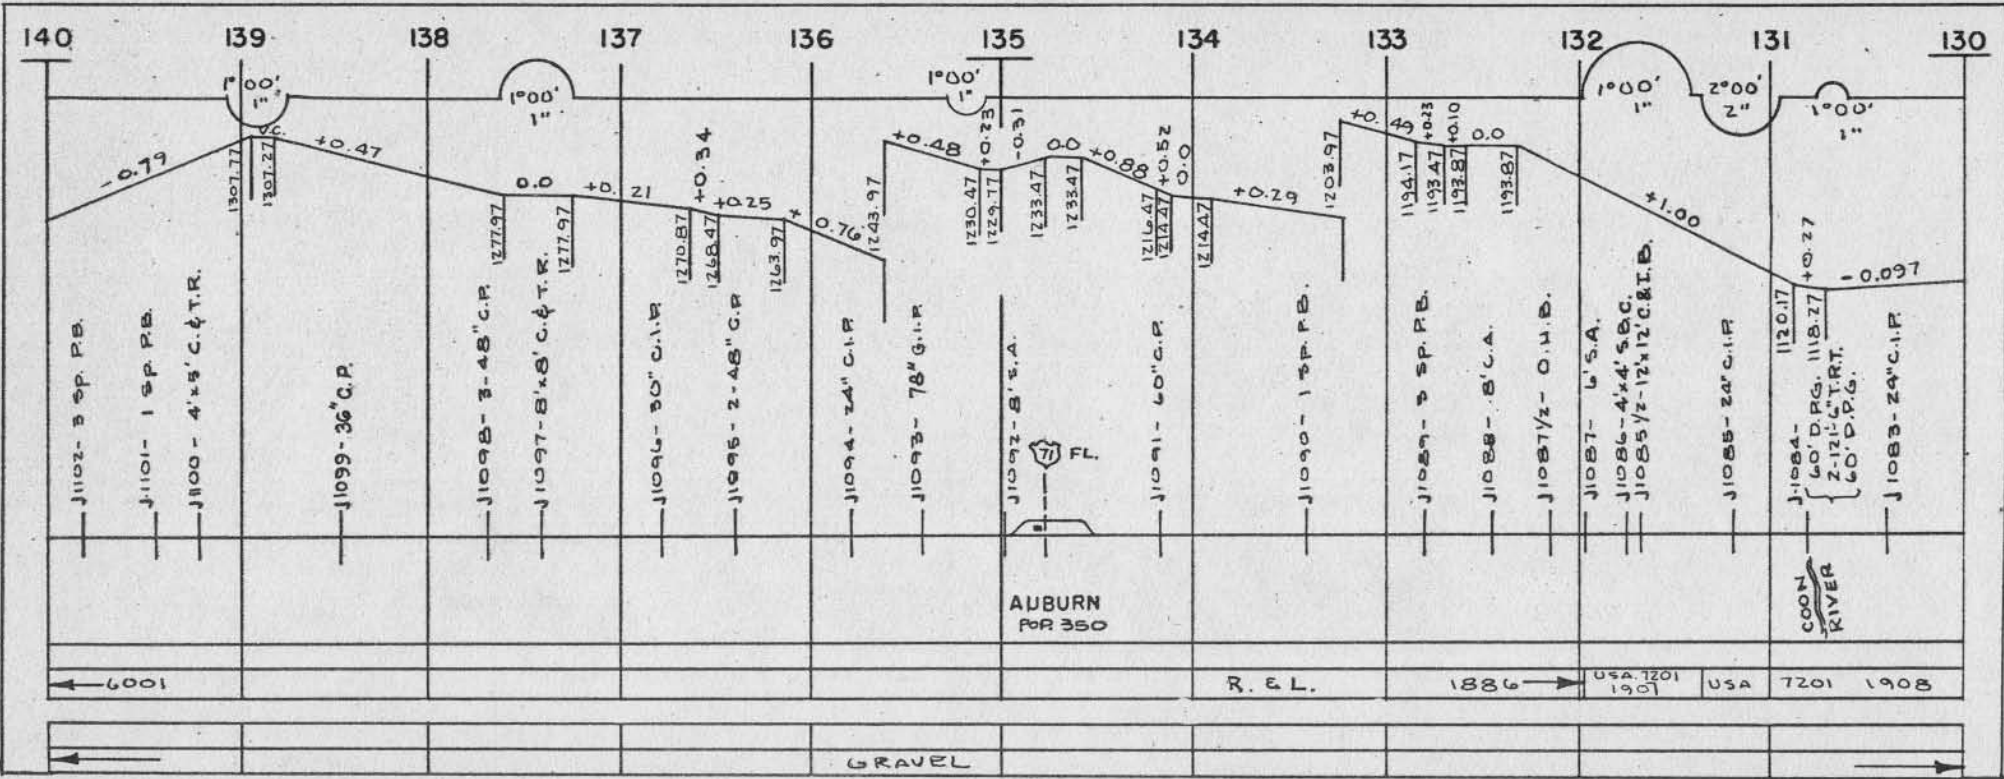 140 139 138 137 136 135 134 133 132 131 130
1°00'
1"
1°00'
1"
1°00'
1"
1°00'
1"
2°00'
2"
1°00'
1"
-0.79
V.C.
+0.47
0.0
+0.21
+0.34
+0.25
+0.76
+0.48
+0.23
-0.31
0.0
+0.88
+0.52
0.0
+0.29
+0.49
+0.23
+0.10
0.0
+1.00
+0.27
-0.097
1307.77
1307.27
1277.97
1277.97
1270.87
1268.47
1263.97
1243.97
1230.47
1229.77
1233.47
1233.47
1216.47
1214.47
1214.47
1203.97
1194.17
1193.47
1193.87
1193.87
1120.17
1118.27
J1102- 3 SP. P.B.
J1101- 1 SP. P.B.
J1100- 4'x5' C.&T.R.
J1099- 36" C.P.
J1098- 3-48" C.P.
J1097- 8'x8' C.&T.R.
J1096- 30" C.I.P.
J1095- 2-48" C.P.
J1094- 24" C.I.P.
J1093- 78" G.I.P.
J1092- 8' S.A.
71 FL.
J1091- 60" C.P.
J1090- 1 SP. P.B.
J1089- 3 SP. P.B.
J1088- 8' C.A.
J1087 1/2- O.H.B.
J1087- 6' S.A.
J1086- 4'x4' S.B.C.
J1085 1/2- 12'x12' C.&I.B.
J1085- 24" C.I.P.
J1084-
60' D.P.G.
2-121'-6" T.R.T.
60' D.P.G.
J1083- 24" C.I.P.
COON
RIVER
AUBURN
POP. 350
6001
R. & L.
1886
USA. 7201
1907
USA 7201 1908
GRAVEL